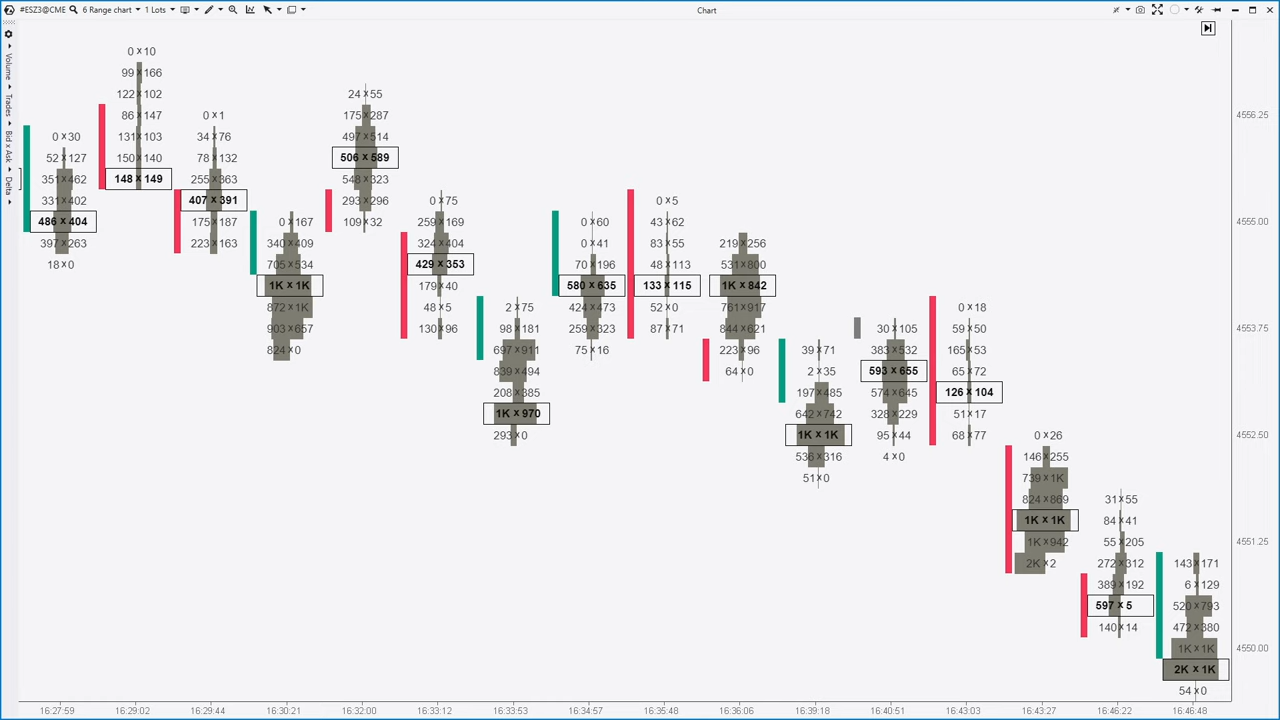 #ESZ3@CME 6 Range chart 1 Lots Chart
Volume
Trades
Bid x Ask
Delta
0 x 30
52 x 127
351 x 462
331 x 402
486 x 404
397 x 263
18 x 0
0 x 10
99 x 166
122 x 102
86 x 147
131 x 103
150 x 140
148 x 149
0 x 1
34 x 76
78 x 132
255 x 363
407 x 391
175 x 187
223 x 163
0 x 167
340 x 409
705 x 534
1K x 1K
872 x 1K
903 x 657
824 x 0
24 x 55
175 x 287
497 x 514
506 x 589
548 x 323
293 x 296
109 x 32
0 x 75
259 x 169
324 x 404
429 x 353
179 x 40
48 x 5
130 x 96
2 x 75
98 x 181
697 x 911
839 x 494
208 x 385
1K x 970
293 x 0
0 x 60
0 x 41
70 x 196
580 x 635
424 x 473
259 x 323
75 x 16
0 x 5
43 x 62
83 x 55
48 x 113
133 x 115
52 x 0
87 x 71
219 x 256
531 x 800
1K x 842
761 x 917
844 x 621
223 x 96
64 x 0
39 x 71
2 x 35
197 x 485
642 x 742
1K x 1K
536 x 316
51 x 0
30 x 105
383 x 532
593 x 655
574 x 645
328 x 229
95 x 44
4 x 0
0 x 18
59 x 50
165 x 53
65 x 72
126 x 104
51 x 17
68 x 77
0 x 26
146 x 255
739 x 1K
824 x 869
1K x 1K
1K x 942
2K x 2
31 x 55
84 x 41
55 x 205
272 x 312
389 x 192
597 x 5
140 x 14
143 x 171
6 x 129
520 x 793
472 x 380
1K x 1K
2K x 1K
54 x 0
4556.25
4555.00
4553.75
4552.50
4551.25
4550.00
16:27:59 16:29:02 16:29:44 16:30:21 16:32:00 16:33:12 16:33:53 16:34:57 16:35:48 16:36:06 16:39:18 16:40:51 16:43:03 16:43:27 16:46:22 16:46:48